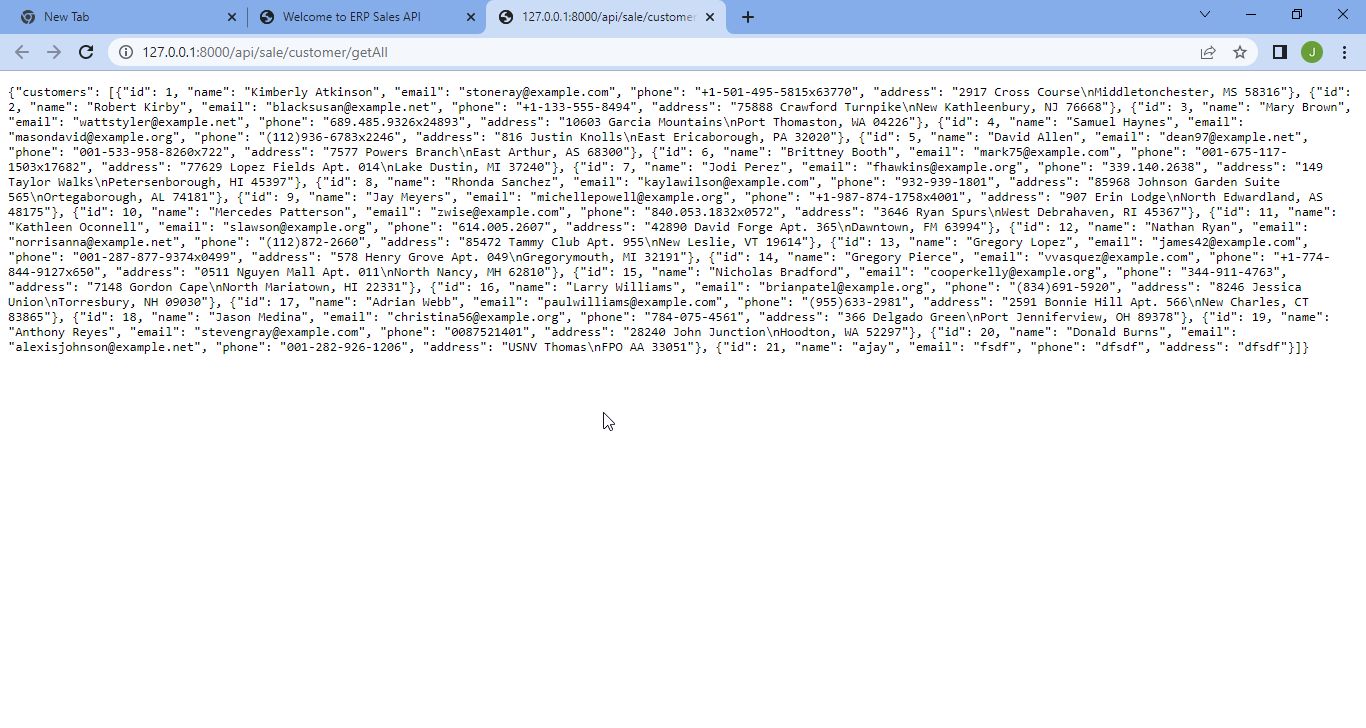 New Tab
Welcome to ERP Sales API
127.0.0.1:8000/api/sale/customer
127.0.0.1:8000/api/sale/customer/getAll
J
{"customers": [{"id": 1, "name": "Kimberly Atkinson", "email": "stoneray@example.com", "phone": "+1-501-495-5815x63770", "address": "2917 Cross Course\nMiddletonchester, MS 58316"}, {"id":
2, "name": "Robert Kirby", "email": "blacksusan@example.net", "phone": "+1-133-555-8494", "address": "75888 Crawford Turnpike\nNew Kathleenbury, NJ 76668"}, {"id": 3, "name": "Mary Brown",
"email": "wattstyler@example.net", "phone": "689.485.9326x24893", "address": "10603 Garcia Mountains\nPort Thomaston, WA 04226"}, {"id": 4, "name": "Samuel Haynes", "email":
"masondavid@example.org", "phone": "(112)936-6783x2246", "address": "816 Justin Knolls\nEast Ericaborough, PA 32020"}, {"id": 5, "name": "David Allen", "email": "dean97@example.net",
"phone": "001-533-958-8260x722", "address": "7577 Powers Branch\nEast Arthur, AS 68300"}, {"id": 6, "name": "Brittney Booth", "email": "mark75@example.com", "phone": "001-675-117-
1503x17682", "address": "77629 Lopez Fields Apt. 014\nLake Dustin, MI 37240"}, {"id": 7, "name": "Jodi Perez", "email": "fhawkins@example.org", "phone": "339.140.2638", "address": "149
Taylor Walks\nPetersenborough, HI 45397"}, {"id": 8, "name": "Rhonda Sanchez", "email": "kaylawilson@example.com", "phone": "932-939-1801", "address": "85968 Johnson Garden Suite
565\nOrtegaborough, AL 74181"}, {"id": 9, "name": "Jay Meyers", "email": "michellepowell@example.org", "phone": "+1-987-874-1758x4001", "address": "907 Erin Lodge\nNorth Edwardland, AS
48175"}, {"id": 10, "name": "Mercedes Patterson", "email": "zwise@example.com", "phone": "840.053.1832x0572", "address": "3646 Ryan Spurs\nWest Debrahaven, RI 45367"}, {"id": 11, "name":
"Kathleen Oconnell", "email": "slawson@example.org", "phone": "614.005.2607", "address": "42890 David Forge Apt. 365\nDawntown, FM 63994"}, {"id": 12, "name": "Nathan Ryan", "email":
"norrisanna@example.net", "phone": "(112)872-2660", "address": "85472 Tammy Club Apt. 955\nNew Leslie, VT 19614"}, {"id": 13, "name": "Gregory Lopez", "email": "james42@example.com",
"phone": "001-287-877-9374x0499", "address": "578 Henry Grove Apt. 049\nGregorymouth, MI 32191"}, {"id": 14, "name": "Gregory Pierce", "email": "vvasquez@example.com", "phone": "+1-774-
844-9127x650", "address": "0511 Nguyen Mall Apt. 011\nNorth Nancy, MH 62810"}, {"id": 15, "name": "Nicholas Bradford", "email": "cooperkelly@example.org", "phone": "344-911-4763",
"address": "7148 Gordon Cape\nNorth Mariatown, HI 22331"}, {"id": 16, "name": "Larry Williams", "email": "brianpatel@example.org", "phone": "(834)691-5920", "address": "8246 Jessica
Union\nTorresbury, NH 09030"}, {"id": 17, "name": "Adrian Webb", "email": "paulwilliams@example.com", "phone": "(955)633-2981", "address": "2591 Bonnie Hill Apt. 566\nNew Charles, CT
83865"}, {"id": 18, "name": "Jason Medina", "email": "christina56@example.org", "phone": "784-075-4561", "address": "366 Delgado Green\nPort Jenniferview, OH 89378"}, {"id": 19, "name":
"Anthony Reyes", "email": "stevengray@example.com", "phone": "0087521401", "address": "28240 John Junction\nHoodton, WA 52297"}, {"id": 20, "name": "Donald Burns", "email":
"alexisjohnson@example.net", "phone": "001-282-926-1206", "address": "USNV Thomas\nFPO AA 33051"}, {"id": 21, "name": "ajay", "email": "fsdf", "phone": "dfsdf", "address": "dfsdf"}]}